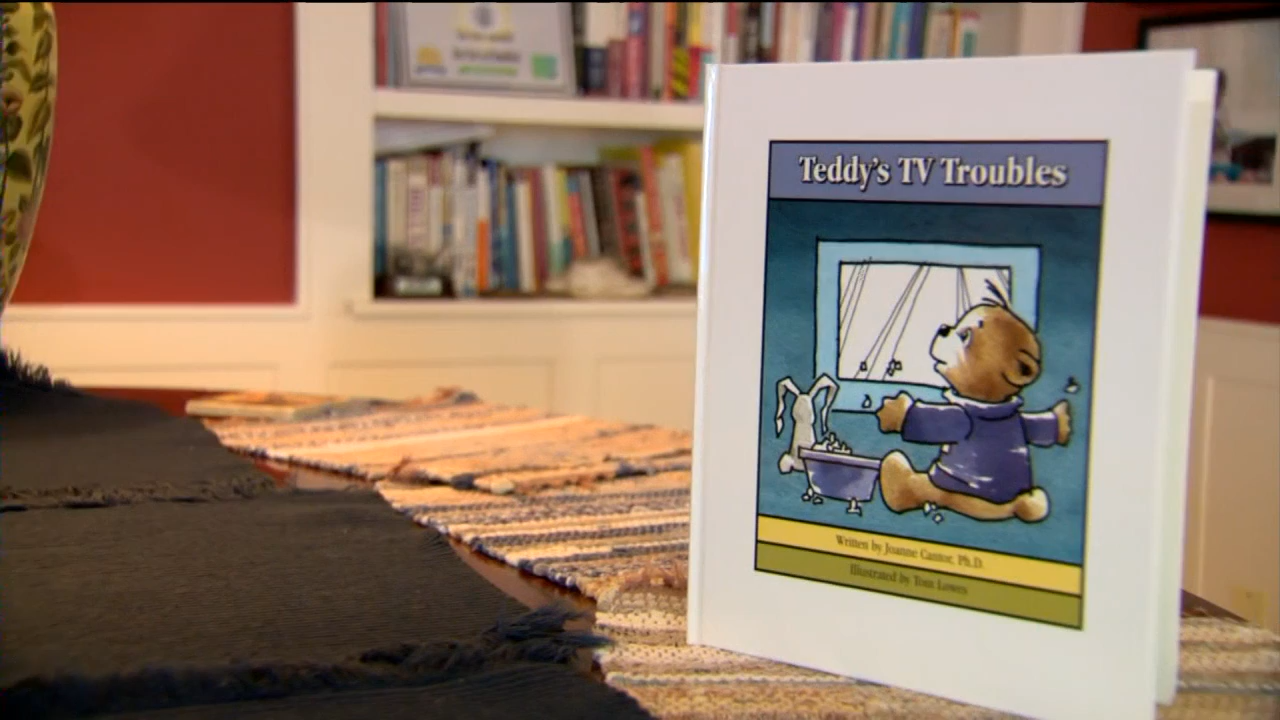 Teddy's TV Troubles
Written by Joanne Cantor, Ph.D.
Illustrated by Tom Lowes